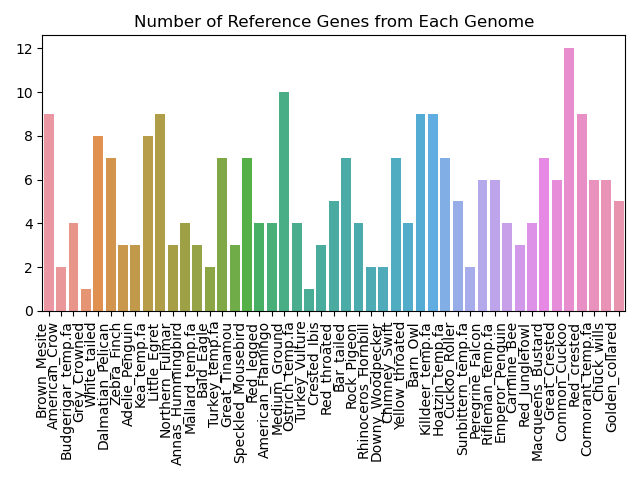 Number of Reference Genes from Each Genome
12
10
8
6
4
2
0
Brown_Mesite
American_Crow
Budgerigar_temp.fa
Grey_Crowned
White_tailed
Dalmatian_Pelican
Zebra_Finch
Adelie_Penguin
Kea_temp.fa
Little_Egret
Northern_Fulmar
Annas_Hummingbird
Mallard_temp.fa
Bald_Eagle
Turkey_temp.fa
Great_Tinamou
Speckled_Mousebird
Red_legged
American_Flamingo
Medium_Ground
Ostrich_temp.fa
Turkey_Vulture
Crested_Ibis
Red_throated
Bar_tailed
Rock_Pigeon
Rhinoceros_Hornbill
Downy_Woodpecker
Chimney_Swift
Yellow_throated
Barn_Owl
Killdeer_temp.fa
Hoatzin_temp.fa
Cuckoo_Roller
Sunbittern_temp.fa
Peregrine_Falcon
Rifleman_temp.fa
Emperor_Penguin
Carmine_Bee
Red_Junglefowl
Macqueens_Bustard
Great_Crested
Common_Cuckoo
Red_crested
Cormorant_temp.fa
Chuck_wills
Golden_collared